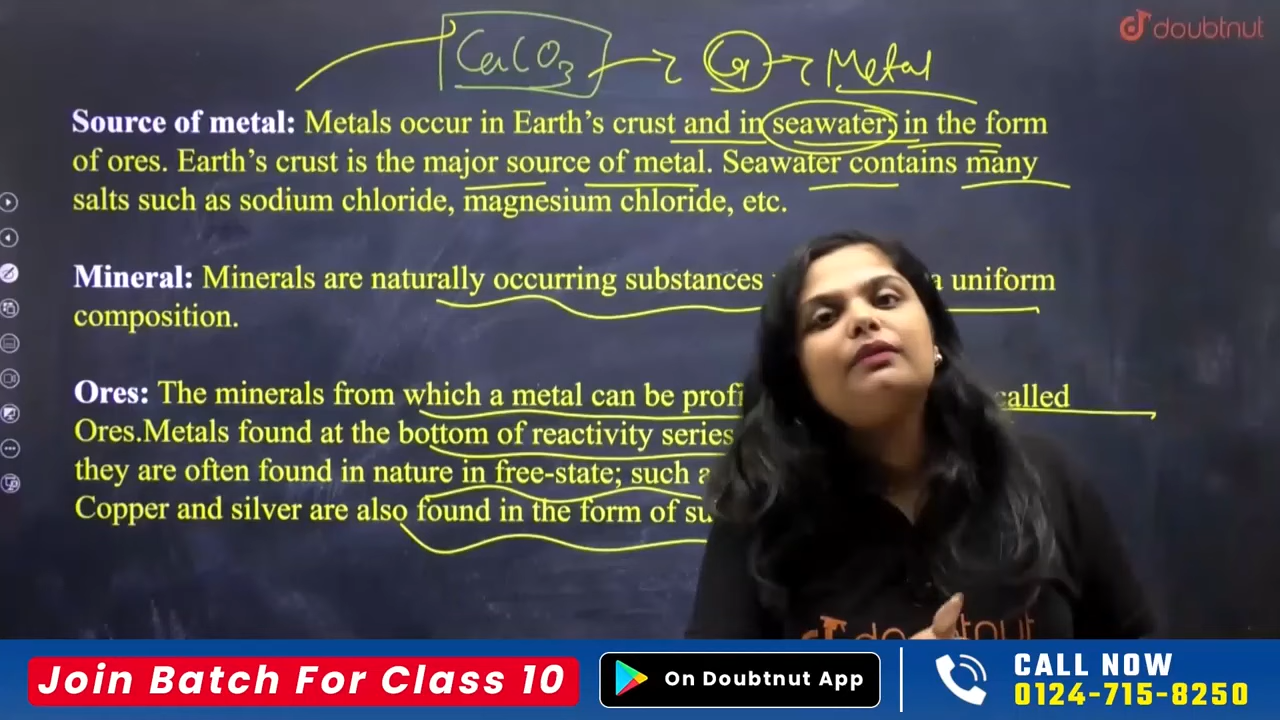 doubtnut
CaCO3 → Ca → Metal
Source of metal: Metals occur in Earth's crust and in seawater, in the form
of ores. Earth's crust is the major source of metal. Seawater contains many
salts such as sodium chloride, magnesium chloride, etc.
Mineral: Minerals are naturally occurring substances a uniform
composition.
Ores: The minerals from which a metal can be called
Ores.Metals found at the bottom of reactivity series
they are often found in nature in free-state; such
Copper and silver are also found in the form of
doubtnut
Join Batch For Class 10
On Doubtnut App
CALL NOW
0124-715-8250